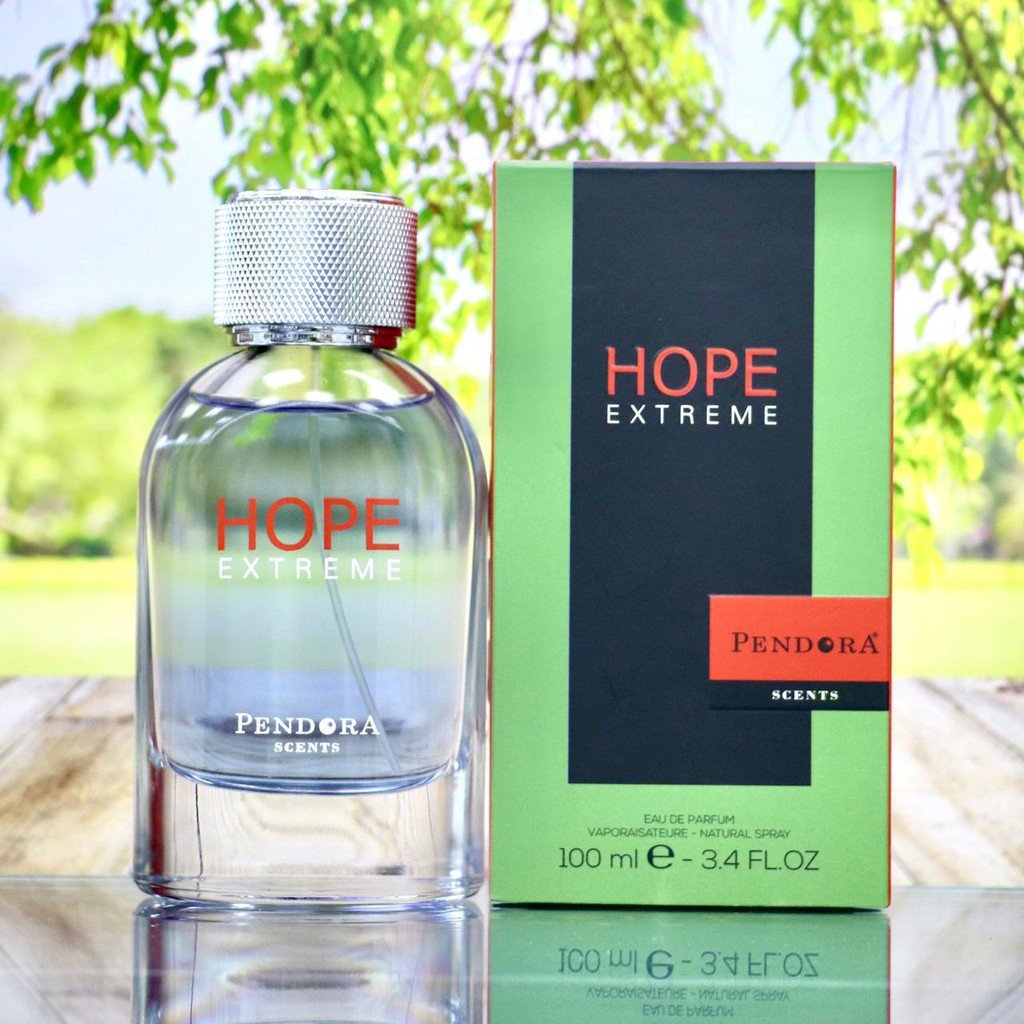 HOPE
EXTREME
PENDORA
SCENTS
HOPE
EXTREME
PENDORA®
SCENTS
EAU DE PARFUM
VAPORAISATEURE - NATURAL SPRAY
100 ml ℮ - 3.4 FL.OZ